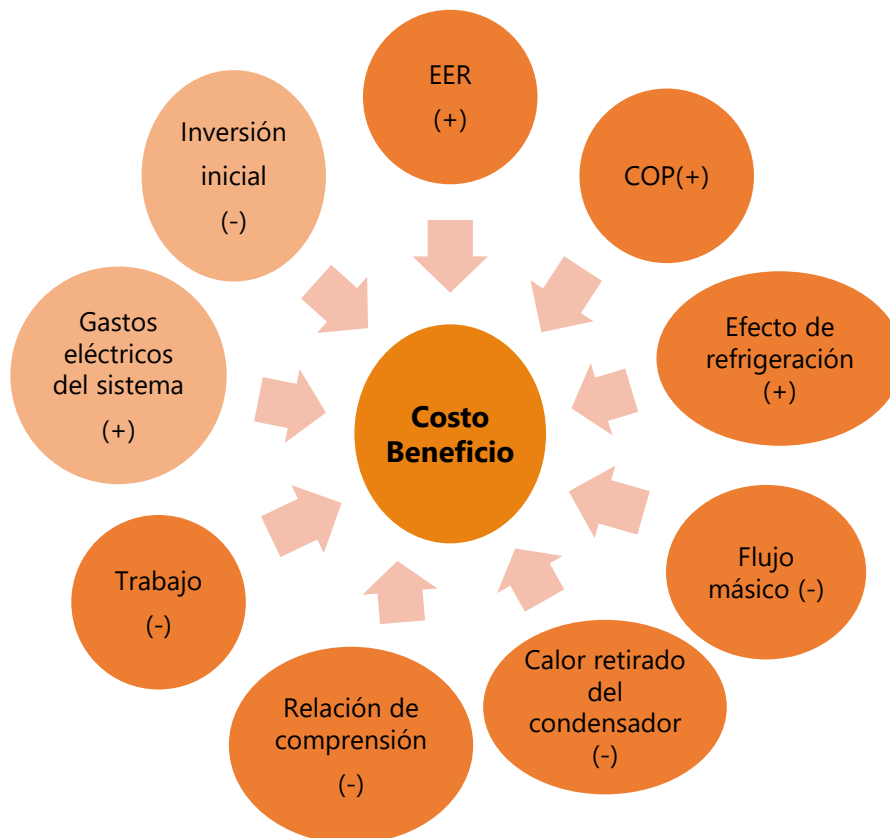 EER
(+)
COP(+)
Efecto de
refrigeración
(+)
Flujo
másico (-)
Calor retirado
del
condensador
(-)
Relación de
comprensión
(-)
Trabajo
(-)
Gastos
eléctricos
del sistema
(+)
Inversión
inicial
(-)
Costo
Beneficio